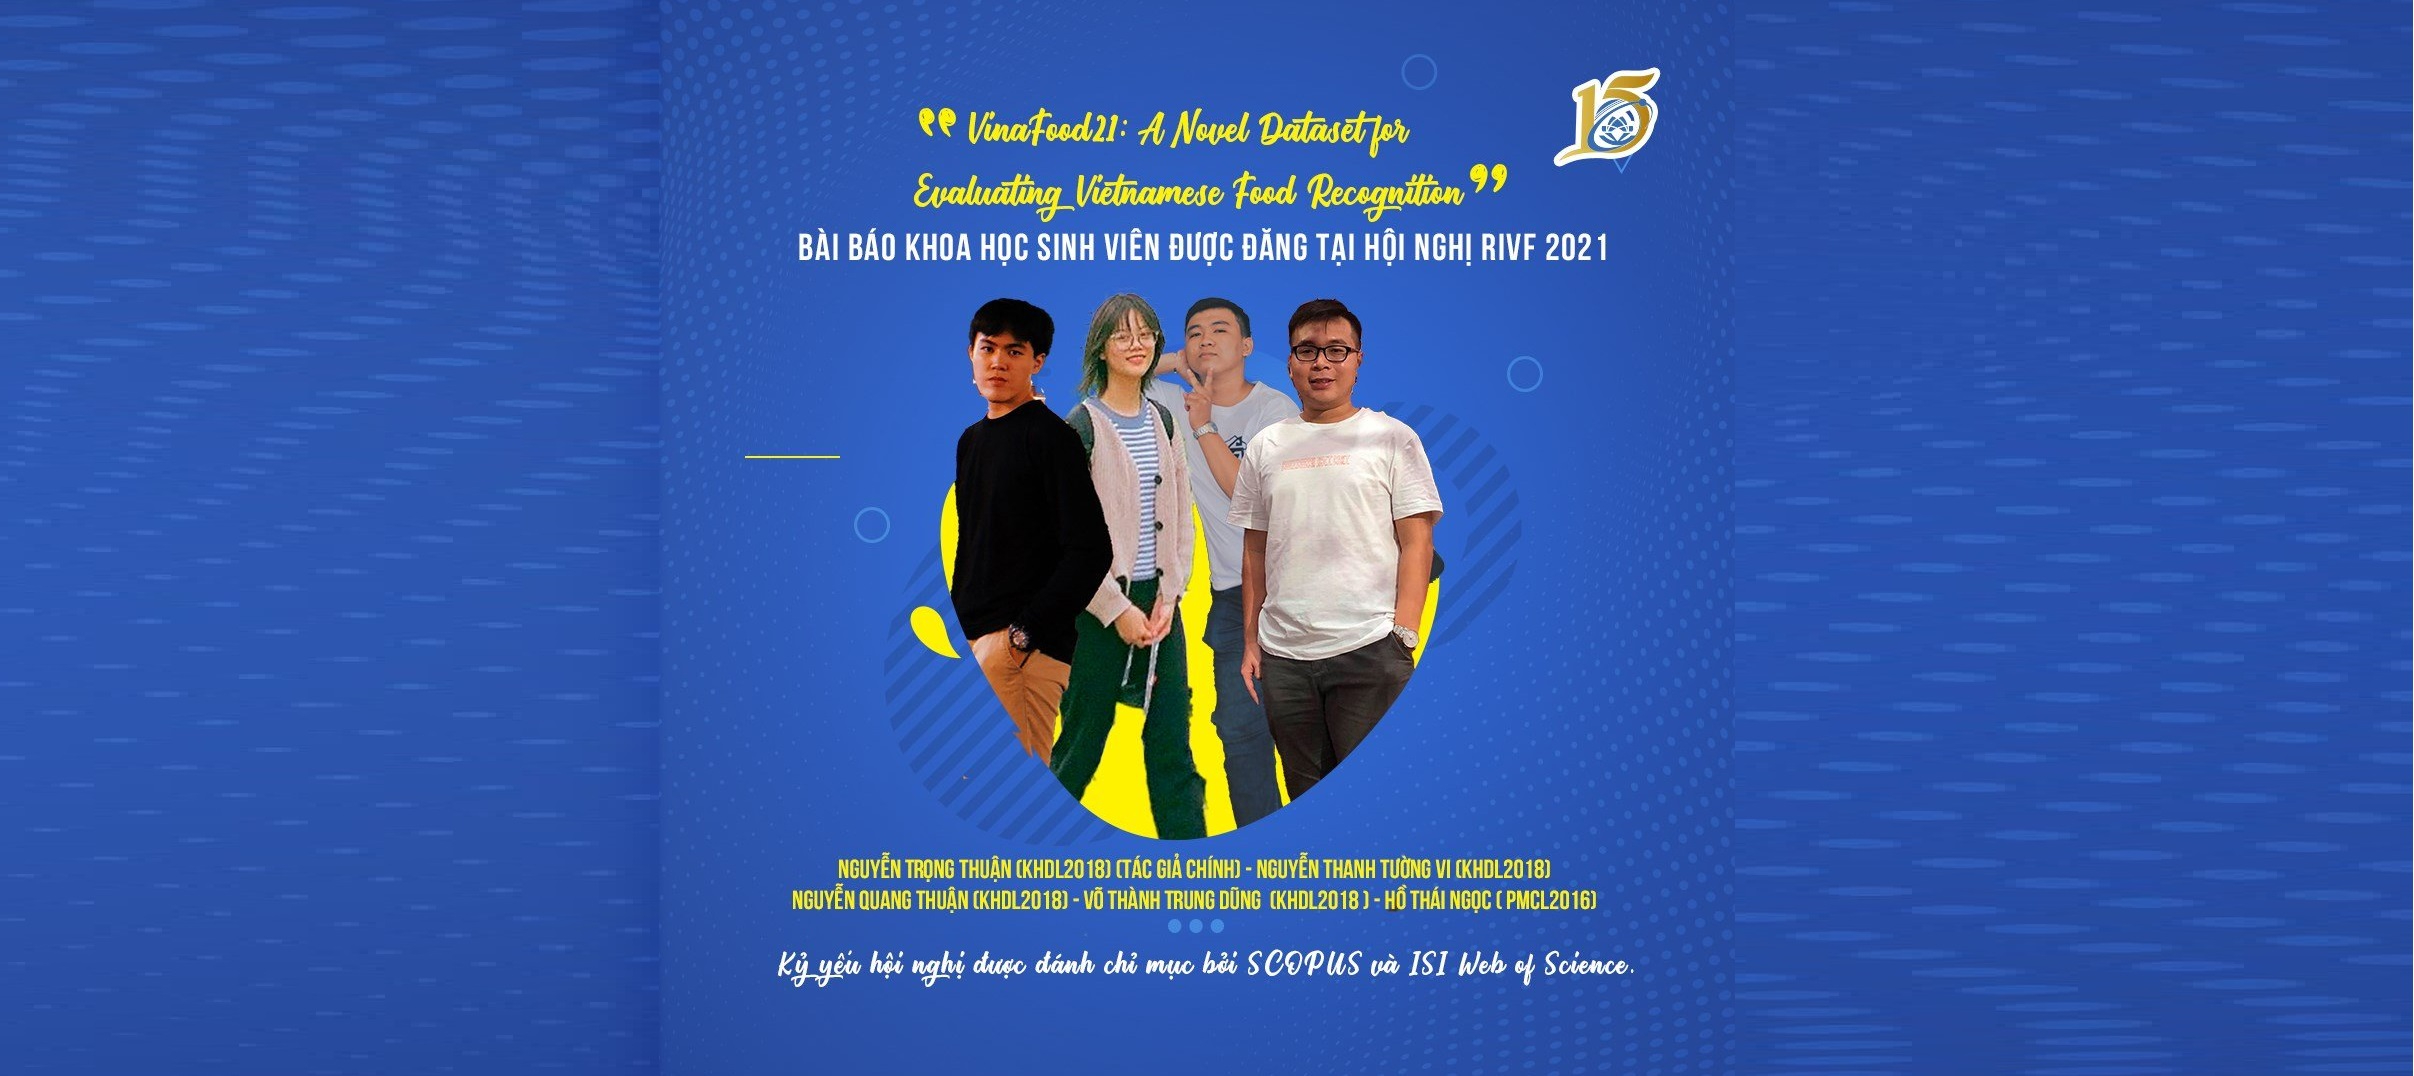 “ VinaFood21: A Novel Dataset for
Evaluating Vietnamese Food Recognition ”
BÀI BÁO KHOA HỌC SINH VIÊN ĐƯỢC ĐĂNG TẠI HỘI NGHỊ RIVF 2021
15
NGUYỄN TRỌNG THUẬN (KHDL2018) (TÁC GIẢ CHÍNH) - NGUYỄN THANH TƯỜNG VI (KHDL2018)
NGUYỄN QUANG THUẬN (KHDL2018) - VÕ THÀNH TRUNG DŨNG (KHDL2018 ) - HỒ THÁI NGỌC ( PMCL2016)
Kỷ yếu hội nghị được đánh chỉ mục bởi SCOPUS và ISI Web of Science.